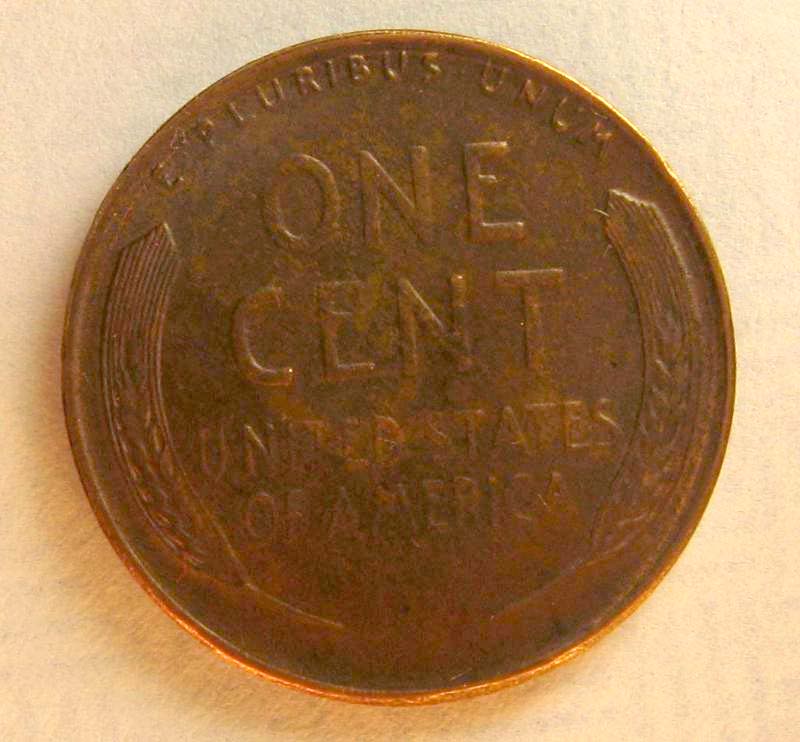 E PLURIBUS UNUM
ONE
CENT
UNITED STATES
OF AMERICA